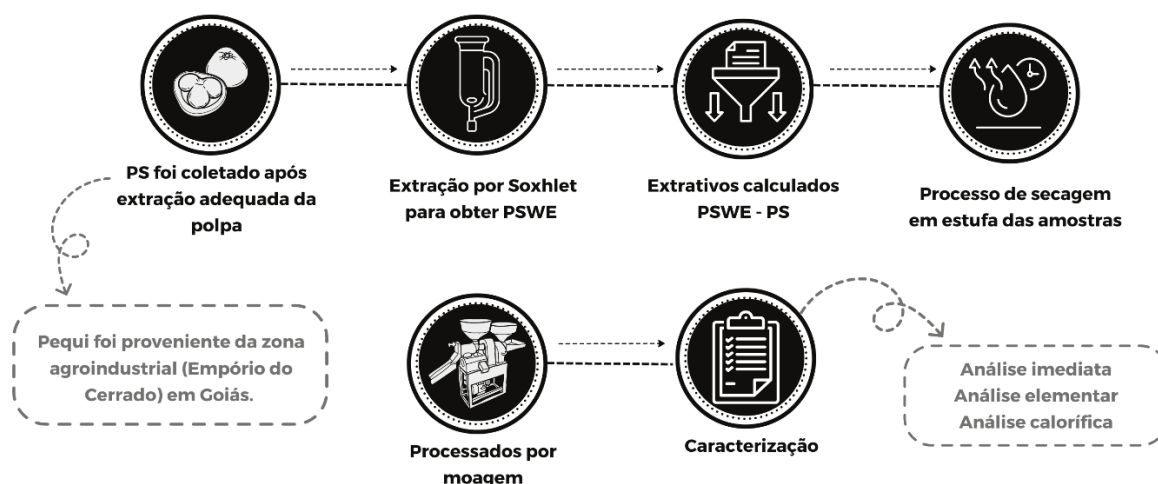 PS foi coletado após
extração adequada da
polpa
Extração por Soxhlet
para obter PSWE
Extrativos calculados
PSWE - PS
Processo de secagem
em estufa das amostras
Pequi foi proveniente da zona
agroindustrial (Empório do
Cerrado) em Goiás.
Processados por
moagem
Caracterização
Análise imediata
Análise elementar
Análise calorífica